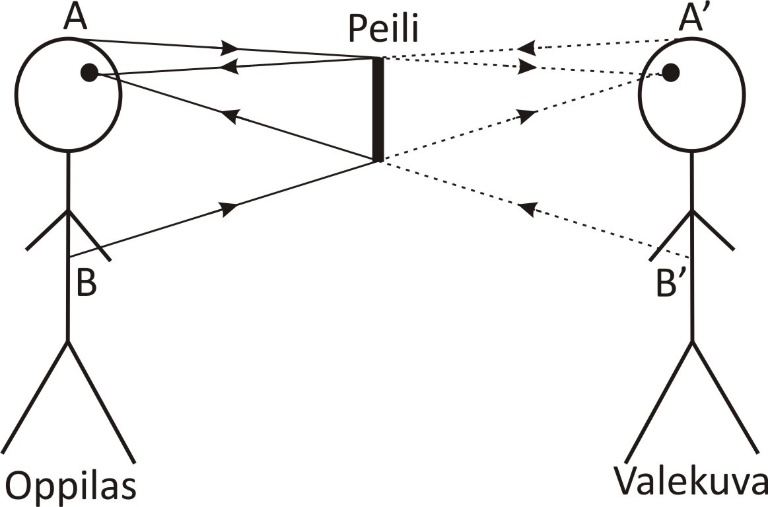 A
Peili
A’
B
B’
Oppilas
Valekuva